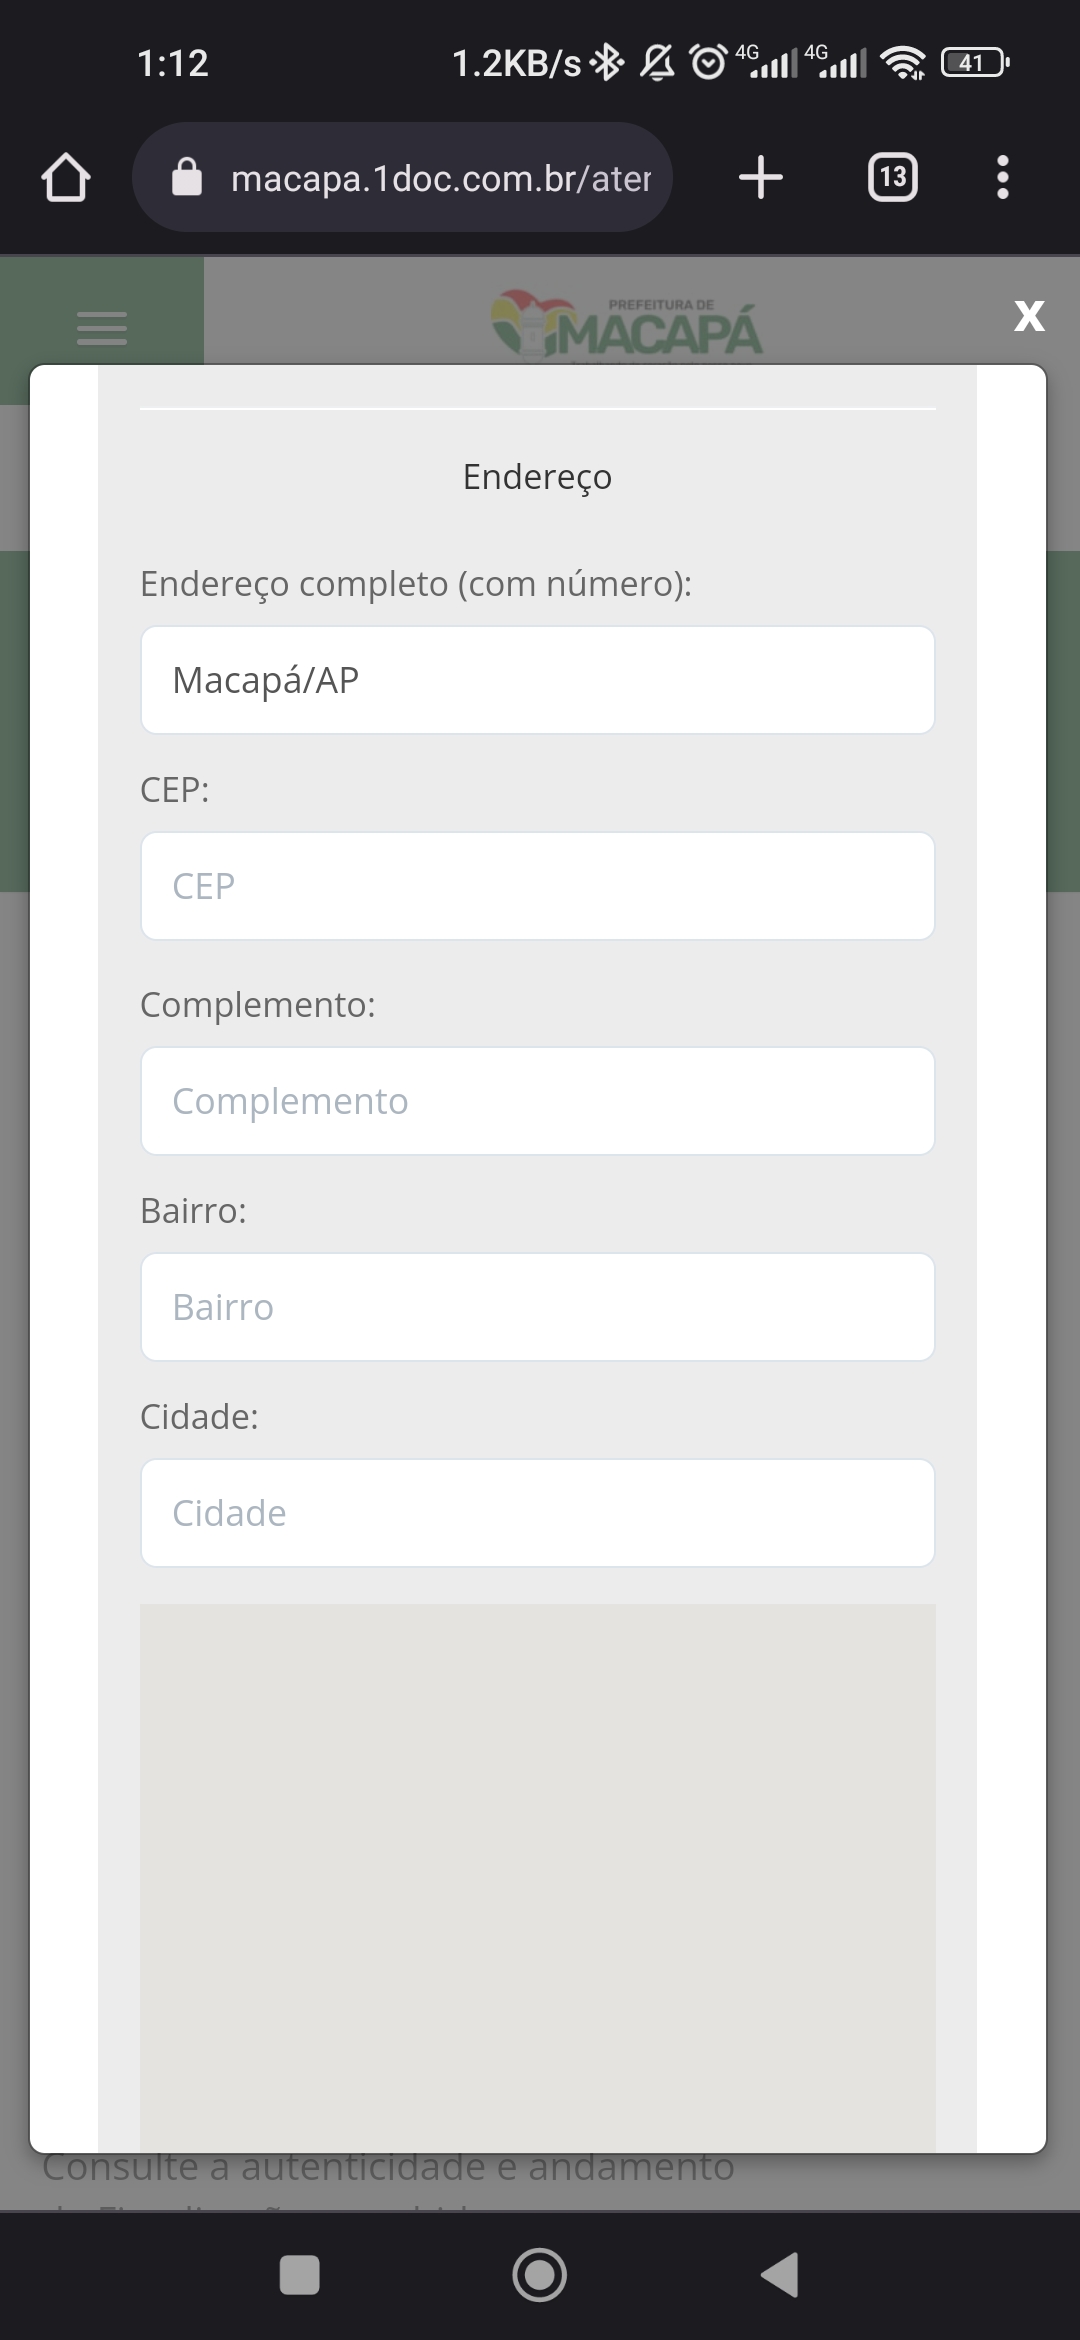 1:12
1.2KB/s 4G 4G 41
macapa.1doc.com.br/ater
13
PREFEITURA DE
MACAPÁ
X
Endereço
Endereço completo (com número):
Macapá/AP
CEP:
CEP
Complemento:
Complemento
Bairro:
Bairro
Cidade:
Cidade
Consulte a autenticidade e andamento